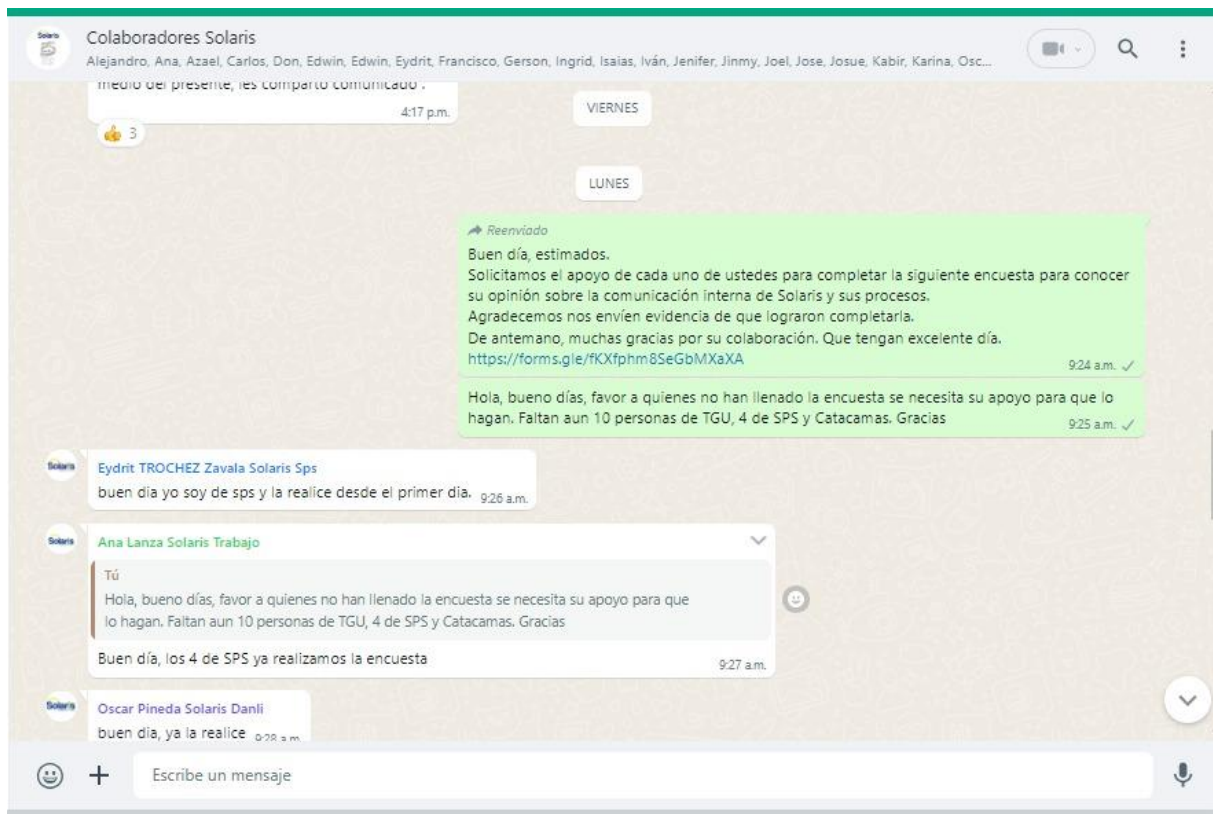 Solaris
Colaboradores Solaris
Alejandro, Ana, Azael, Carlos, Don, Edwin, Edwin, Eydrit, Francisco, Gerson, Ingrid, Isaias, Iván, Jenifer, Jinmy, Joel, Jose, Josue, Kabir, Karina, Osc...
medio del presente, les comparto comunicado .
4:17 p.m.
👍 3
VIERNES
LUNES
Reenviado
Buen día, estimados.
Solicitamos el apoyo de cada uno de ustedes para completar la siguiente encuesta para conocer
su opinión sobre la comunicación interna de Solaris y sus procesos.
Agradecemos nos envíen evidencia de que lograron completarla.
De antemano, muchas gracias por su colaboración. Que tengan excelente día.
https://forms.gle/fKXfphm8SeGbMXaXA
9:24 a.m.
Hola, bueno días, favor a quienes no han llenado la encuesta se necesita su apoyo para que lo
hagan. Faltan aun 10 personas de TGU, 4 de SPS y Catacamas. Gracias
9:25 a.m.
Solaris
Eydrit TROCHEZ Zavala Solaris Sps
buen dia yo soy de sps y la realice desde el primer dia. 9:26 a.m.
Solaris
Ana Lanza Solaris Trabajo
Tú
Hola, bueno días, favor a quienes no han llenado la encuesta se necesita su apoyo para que
lo hagan. Faltan aun 10 personas de TGU, 4 de SPS y Catacamas. Gracias
Buen día, los 4 de SPS ya realizamos la encuesta
9:27 a.m.
Solaris
Oscar Pineda Solaris Danli
buen dia, ya la realice 9:28 a.m.
Escribe un mensaje